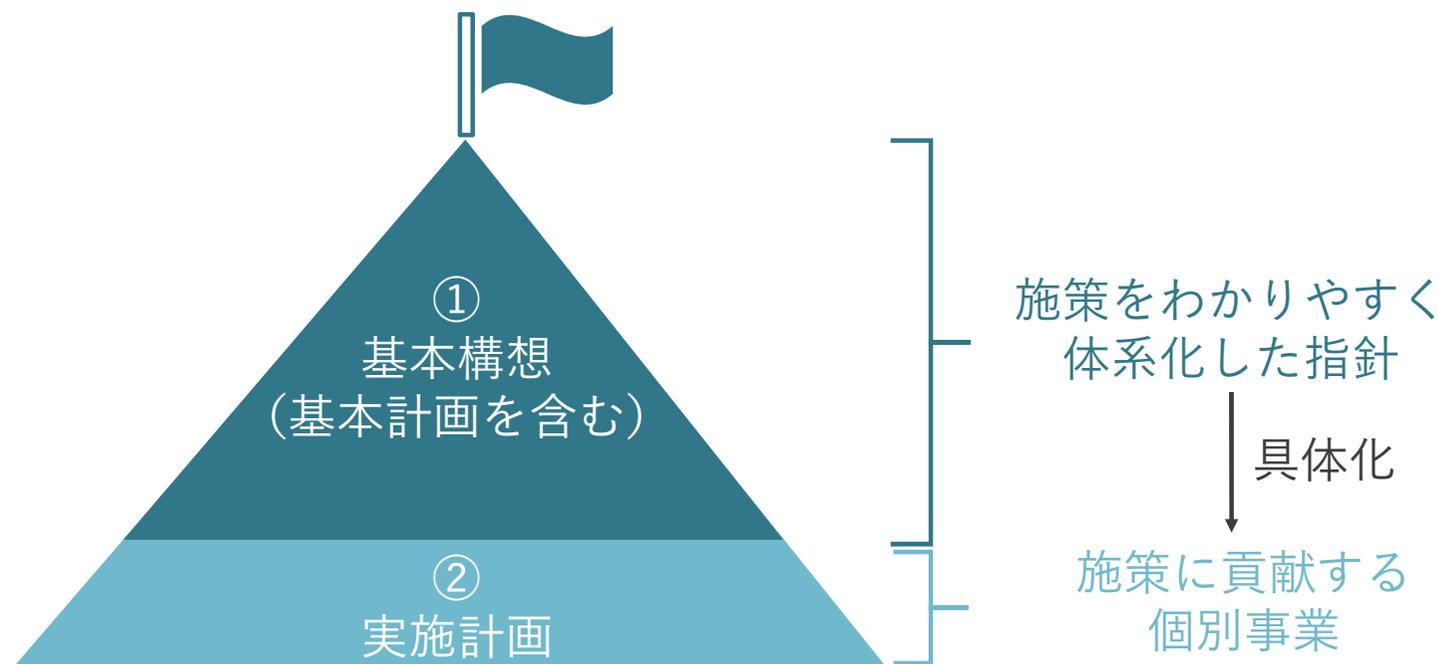 ①
基本構想
（基本計画を含む）
②
実施計画
施策をわかりやすく
体系化した指針
具体化
施策に貢献する
個別事業